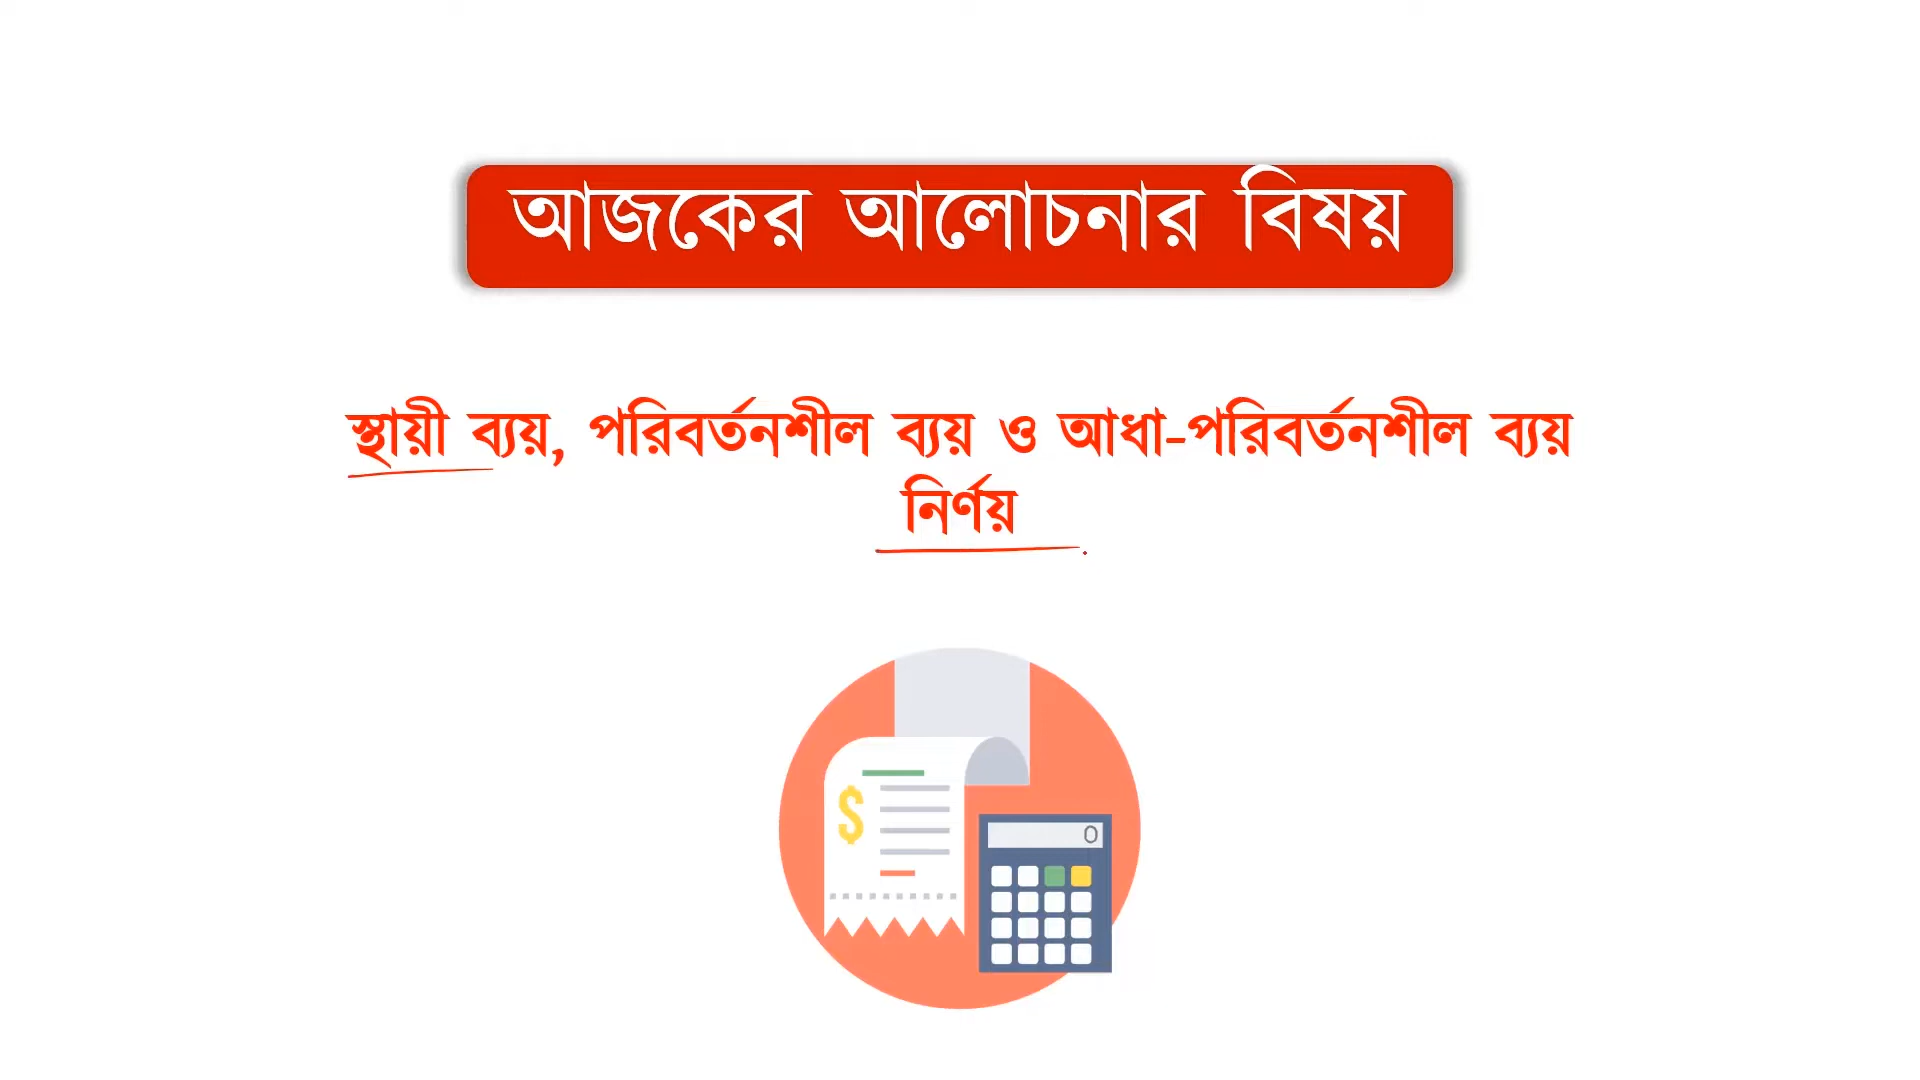 আজকের আলোচনার বিষয়
স্থায়ী ব্যয়, পরিবর্তনশীল ব্যয় ও আধা-পরিবর্তনশীল ব্যয়
নির্ণয়
$
0